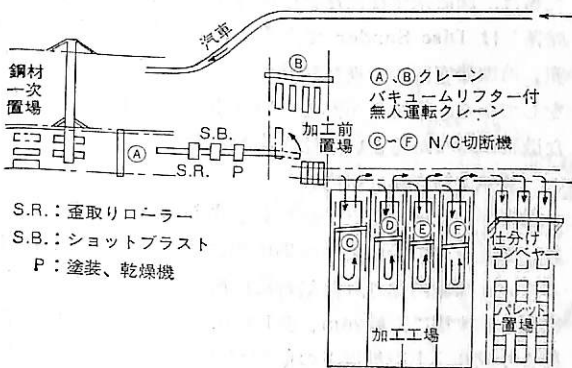 汽車
鋼材
一次
置場
Ⓐ
S.B.
S.R.
P
Ⓑ
加工前
置場
Ⓐ、Ⓑクレーン
バキュームリフター付
無人運転クレーン
Ⓒ~Ⓕ N/C切断機
S.R.：歪取りローラー
S.B.：ショットブラスト
P：塗装、乾燥機
Ⓒ
Ⓓ
Ⓔ
Ⓕ
加工工場
仕分け
コンベヤー
パレット
置場